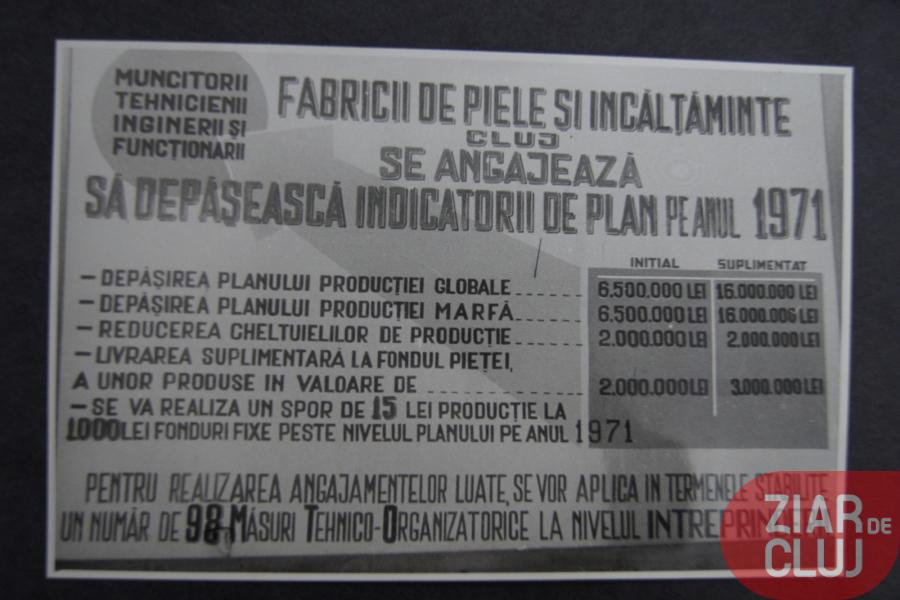 MUNCITORII
TEHNICIENII
INGINERII ȘI
FUNCȚIONARII
FABRICII DE PIELE ȘI INCĂLȚĂMINTE
CLUJ
SE ANGAJEAZĂ
SĂ DEPĂȘEASCĂ INDICATORII DE PLAN PE ANUL 1971
INITIAL SUPLIMENTAT
– DEPĂȘIREA PLANULUI PRODUCȚIEI GLOBALE 6.500.000 LEI 16.000.000 LEI
– DEPĂȘIREA PLANULUI PRODUCȚIEI MARFĂ 6.500.000 LEI 16.000.006 LEI
– REDUCEREA CHELTUIELILOR DE PRODUCȚIE 2.000.000 LEI 2.000.000 LEI
– LIVRAREA SUPLIMENTARĂ LA FONDUL PIEȚEI,
A UNOR PRODUSE IN VALOARE DE 2.000.000 LEI 3.000.000 LEI
– SE VA REALIZA UN SPOR DE 15 LEI PRODUCȚIE LA
1000 LEI FONDURI FIXE PESTE NIVELUL PLANULUI PE ANUL 1971
PENTRU REALIZAREA ANGAJAMENTELOR LUATE, SE VOR APLICA IN TERMENELE STABILITE
UN NUMĂR DE 98 MĂSURI TEHNICO-ORGANIZATORICE LA NIVELUL
ZIAR DE
CLUJ